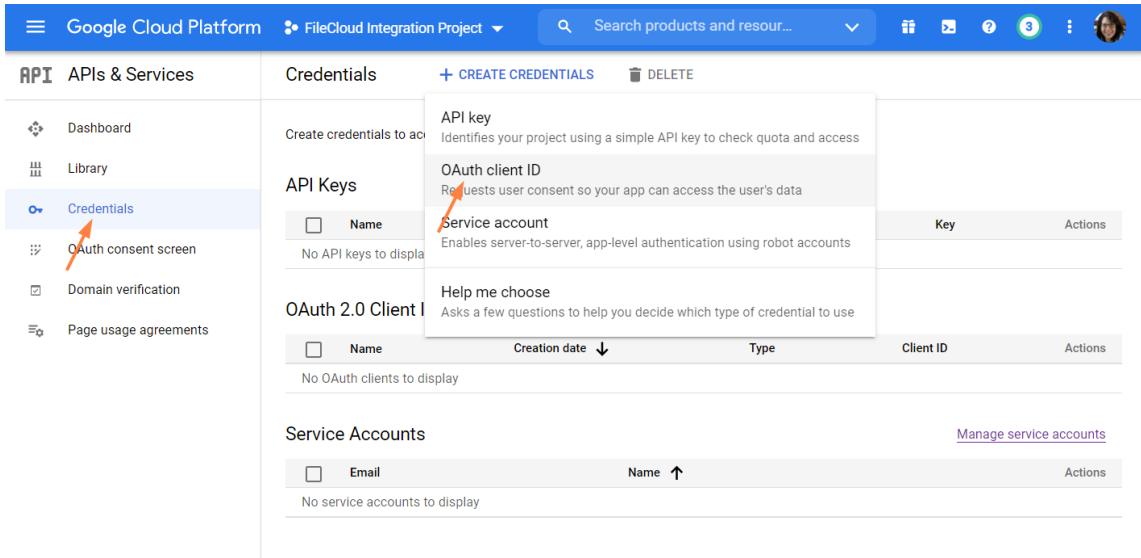 Google Cloud Platform
FileCloud Integration Project
Search products and resour...
3
API APIs & Services
Credentials
+ CREATE CREDENTIALS
DELETE
Dashboard
Library
Credentials
OAuth consent screen
Domain verification
Page usage agreements
Create credentials to
API key
Identifies your project using a simple API key to check quota and access
OAuth client ID
Requests user consent so your app can access the user's data
Service account
Enables server-to-server, app-level authentication using robot accounts
Help me choose
Asks a few questions to help you decide which type of credential to use
API Keys
Name Key Actions
No API keys to displa
OAuth 2.0 Client I
Name Creation date Type Client ID Actions
No OAuth clients to display
Service Accounts
Manage service accounts
Email Name Actions
No service accounts to display